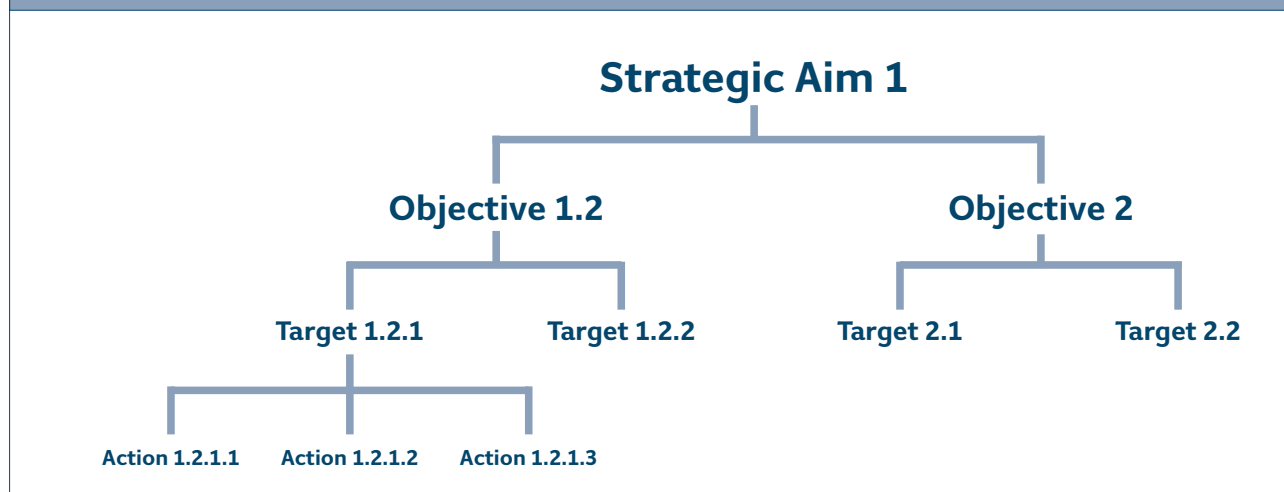 Strategic Aim 1
Objective 1.2
Objective 2
Target 1.2.1
Target 1.2.2
Target 2.1
Target 2.2
Action 1.2.1.1
Action 1.2.1.2
Action 1.2.1.3